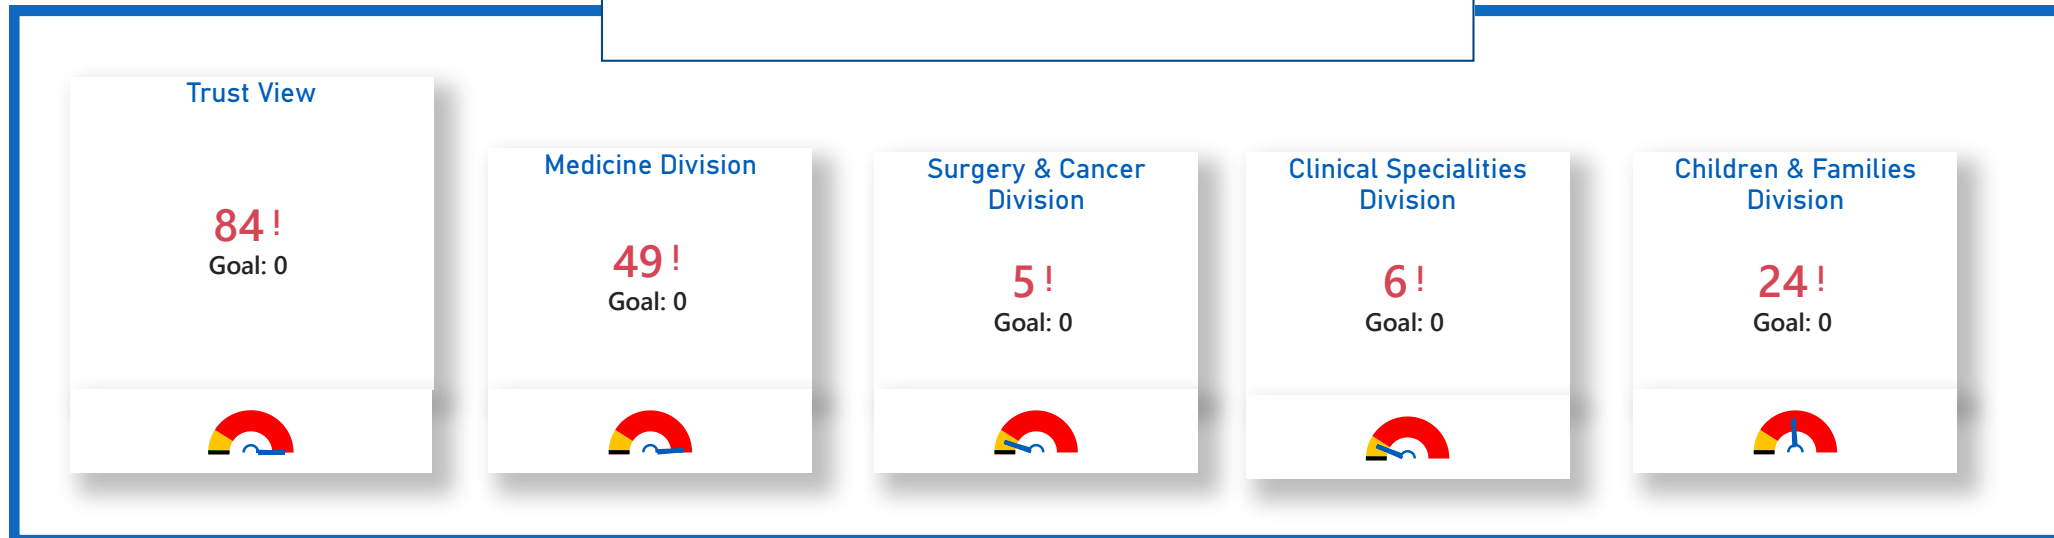 Trust View
84!
Goal: 0
Medicine Division
49!
Goal: 0
Surgery & Cancer
Division
5!
Goal: 0
Clinical Specialities
Division
6!
Goal: 0
Children & Families
Division
24!
Goal: 0